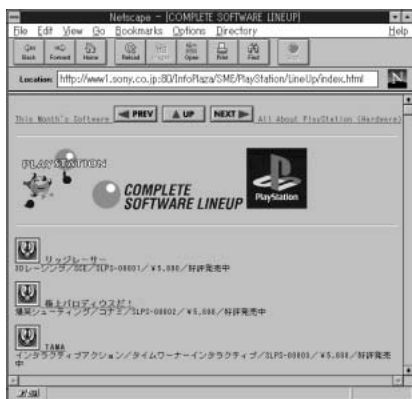 Netscape - [COMPLETE SOFTWARE LINEUP]
File Edit View Go Bookmarks Options Directory Help
Back Forward Home Reload Images Open Print Find Stop
Location: http://www1.sony.co.jp:80/InfoPlaza/SME/PlayStation/LineUp/index.html N
This Month's Software PREV UP NEXT All About PlayStation (Hardware)
PLAYSTATION
COMPLETE
SOFTWARE LINEUP
PlayStation
リッジレーサー
3Dレーシング/SCE/SLPS-00001/¥5,800/好評発売中
極上パロディウスだ！
爆笑シューティング/コナミ/SLPS-00002/¥5,800/好評発売中
TAMA
インタラクティブアクション/タイムワーナーインタラクティブ/SLPS-00003/¥5,800/好評発売
中